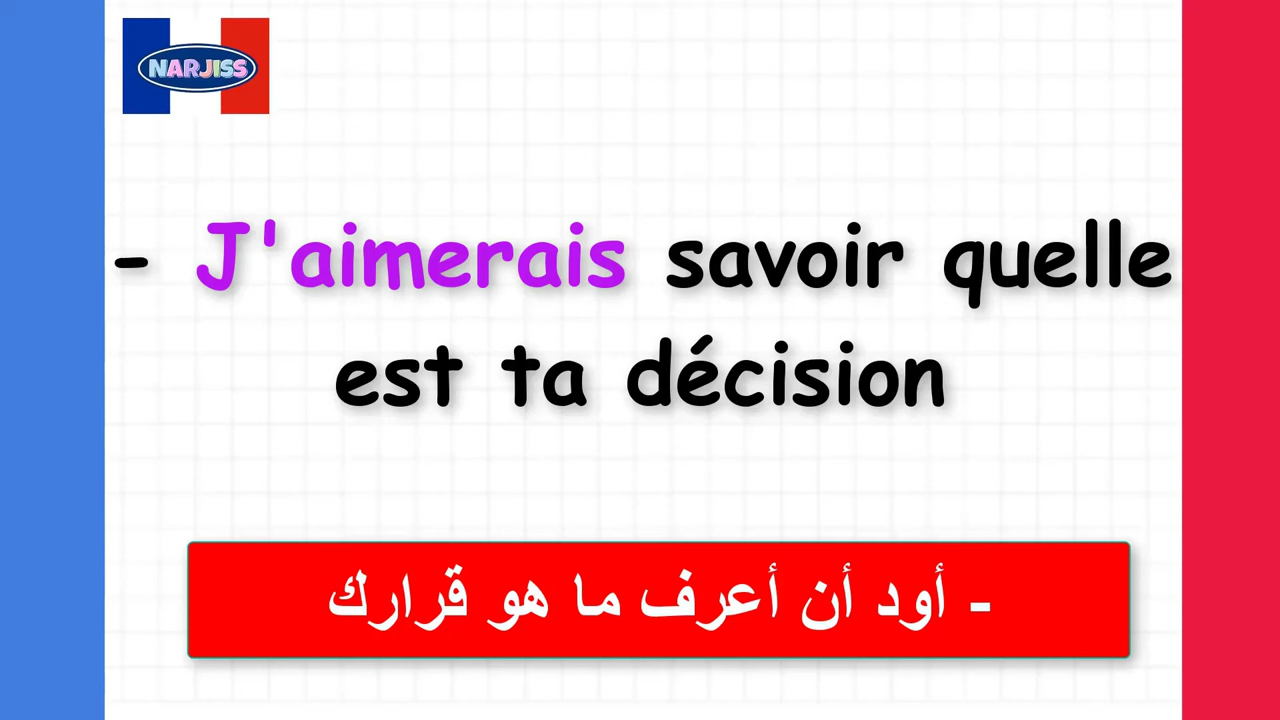 NARJISS
- J'aimerais savoir quelle
est ta décision
- أود أن أعرف ما هو قرارك